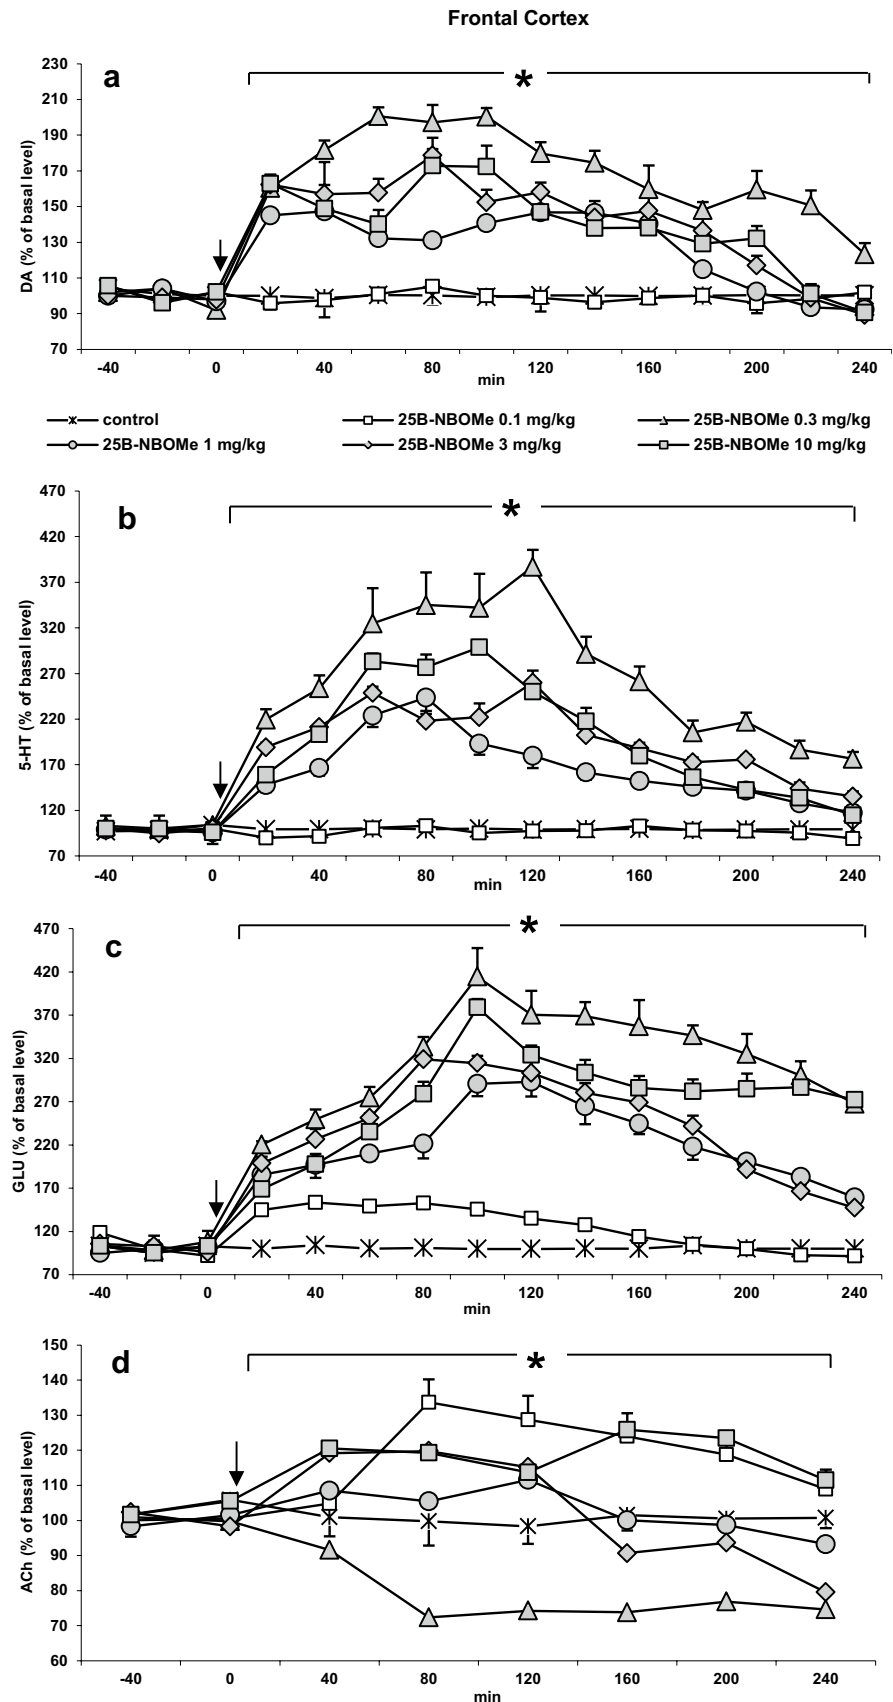 Frontal Cortex
a
*
DA (% of basal level)
230
210
190
170
150
130
110
90
70
-40 0 40 80 120 160 200 240
min
control 25B-NBOMe 0.1 mg/kg 25B-NBOMe 0.3 mg/kg
25B-NBOMe 1 mg/kg 25B-NBOMe 3 mg/kg 25B-NBOMe 10 mg/kg
b
*
5-HT (% of basal level)
470
420
370
320
270
220
170
120
70
-40 0 40 80 120 160 200 240
min
c
*
GLU (% of basal level)
470
420
370
320
270
220
170
120
70
-40 0 40 80 120 160 200 240
min
d
*
ACh (% of basal level)
150
140
130
120
110
100
90
80
70
60
-40 0 40 80 120 160 200 240
min